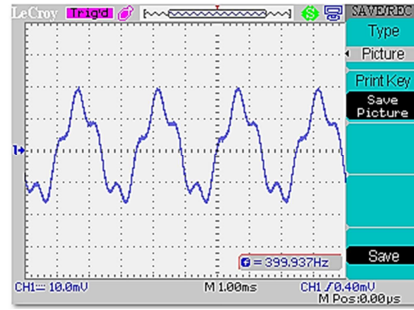 LeCroy Trig'd SAVE/REC
Type
Picture
Print Key
Save
Picture
1
Save
= 399.937Hz
CH1 10.0mV M 1.00ms CH1 0.40mV
M Pos:0.00µs